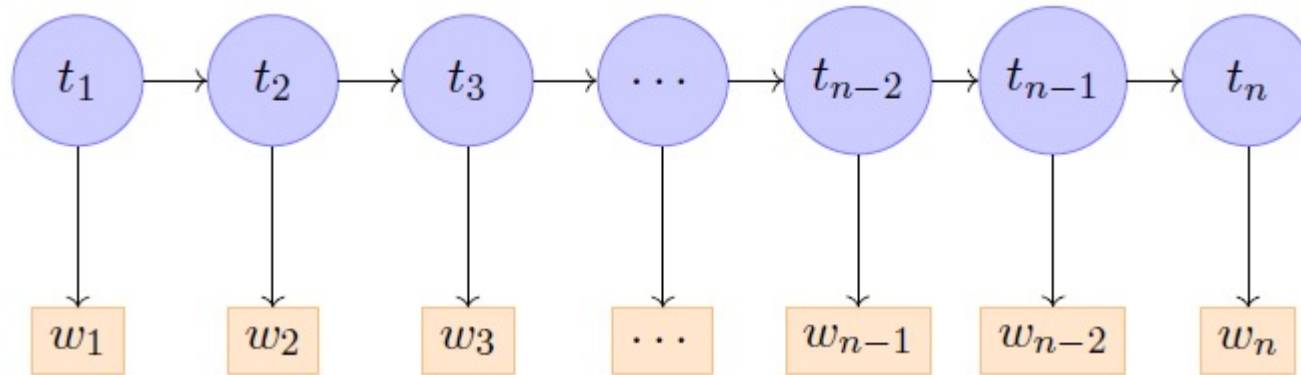 t₁ t₂ t₃ ⋯ tₙ₋₂ tₙ₋₁ tₙ
w₁ w₂ w₃ ⋯ wₙ₋₁ wₙ₋₂ wₙ